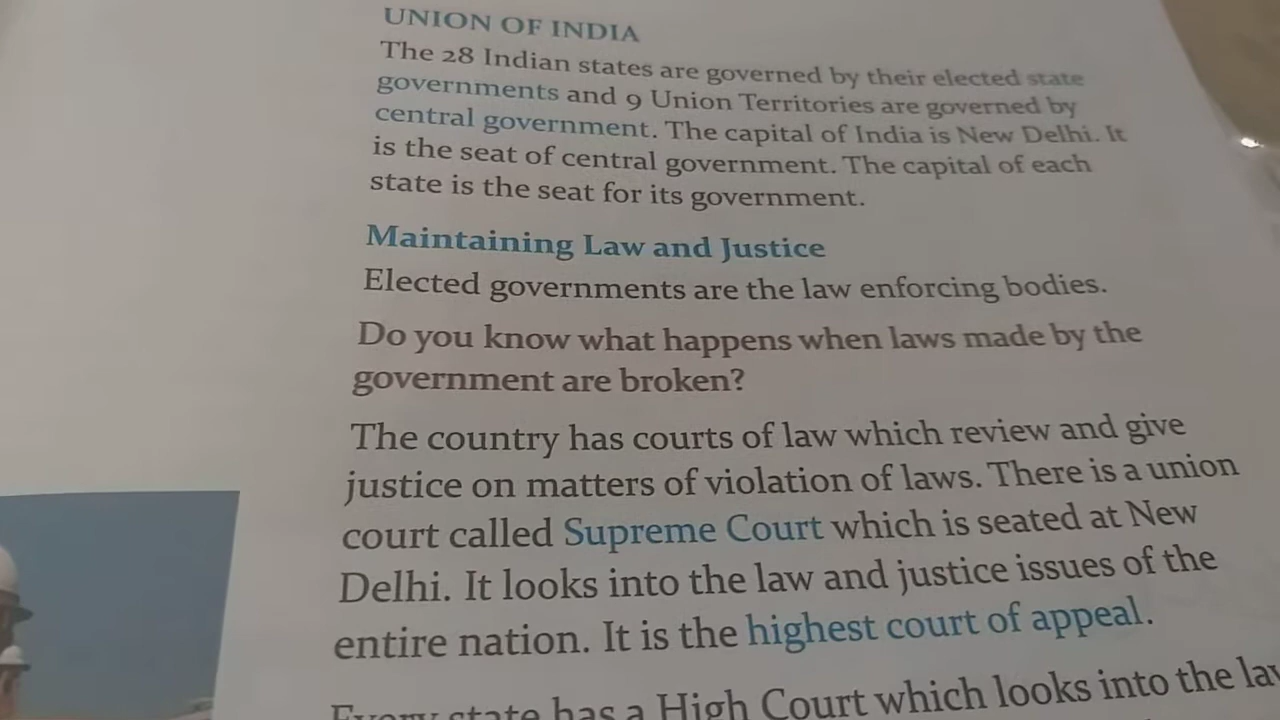 UNION OF INDIA
The 28 Indian states are governed by their elected state
governments and 9 Union Territories are governed by
central government. The capital of India is New Delhi. It
is the seat of central government. The capital of each
state is the seat for its government.
Maintaining Law and Justice
Elected governments are the law enforcing bodies.
Do you know what happens when laws made by the
government are broken?
The country has courts of law which review and give
justice on matters of violation of laws. There is a union
court called Supreme Court which is seated at New
Delhi. It looks into the law and justice issues of the
entire nation. It is the highest court of appeal.
Every state has a High Court which looks into the